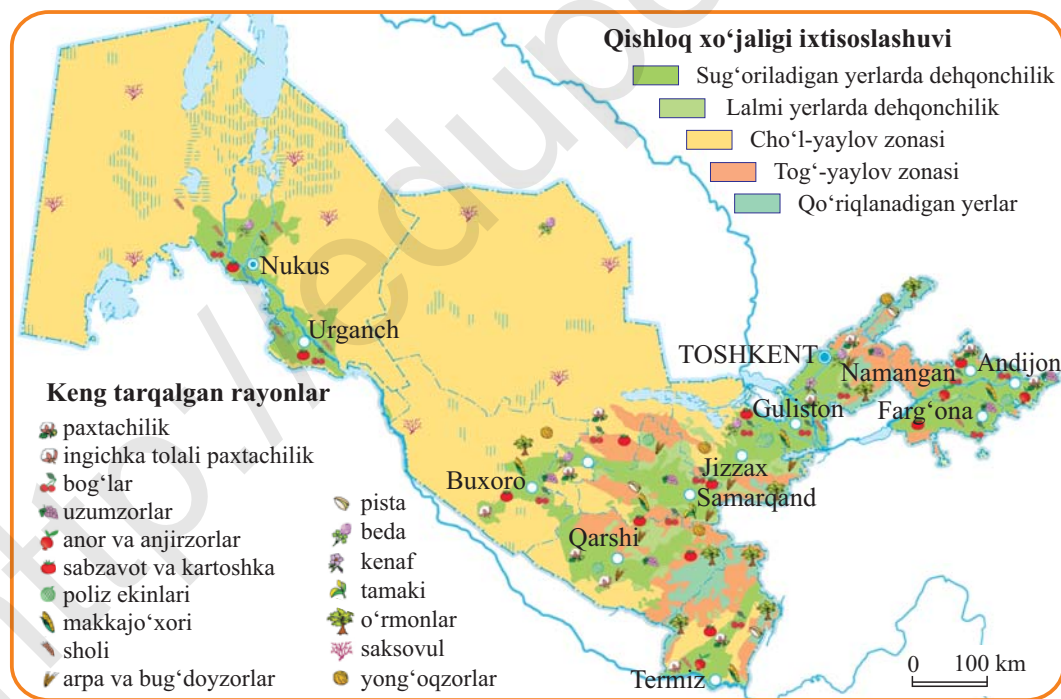 Qishloq xo‘jaligi ixtisoslashuvi
Sug‘oriladigan yerlarda dehqonchilik
Lalmi yerlarda dehqonchilik
Cho‘l-yaylov zonasi
Tog‘-yaylov zonasi
Qo‘riqlanadigan yerlar
Nukus
Urganch
TOSHKENT
Namangan
Andijon
Guliston
Farg‘ona
Jizzax
Buxoro
Samarqand
Qarshi
Termiz
Keng tarqalgan rayonlar
paxtachilik
ingichka tolali paxtachilik
bog‘lar
uzumzorlar
anor va anjirzorlar
sabzavot va kartoshka
poliz ekinlari
makkajo‘xori
sholi
arpa va bug‘doyzorlar
pista
beda
kenaf
tamaki
o‘rmonlar
saksovul
yong‘oqzorlar
0 100 km
http://edupo